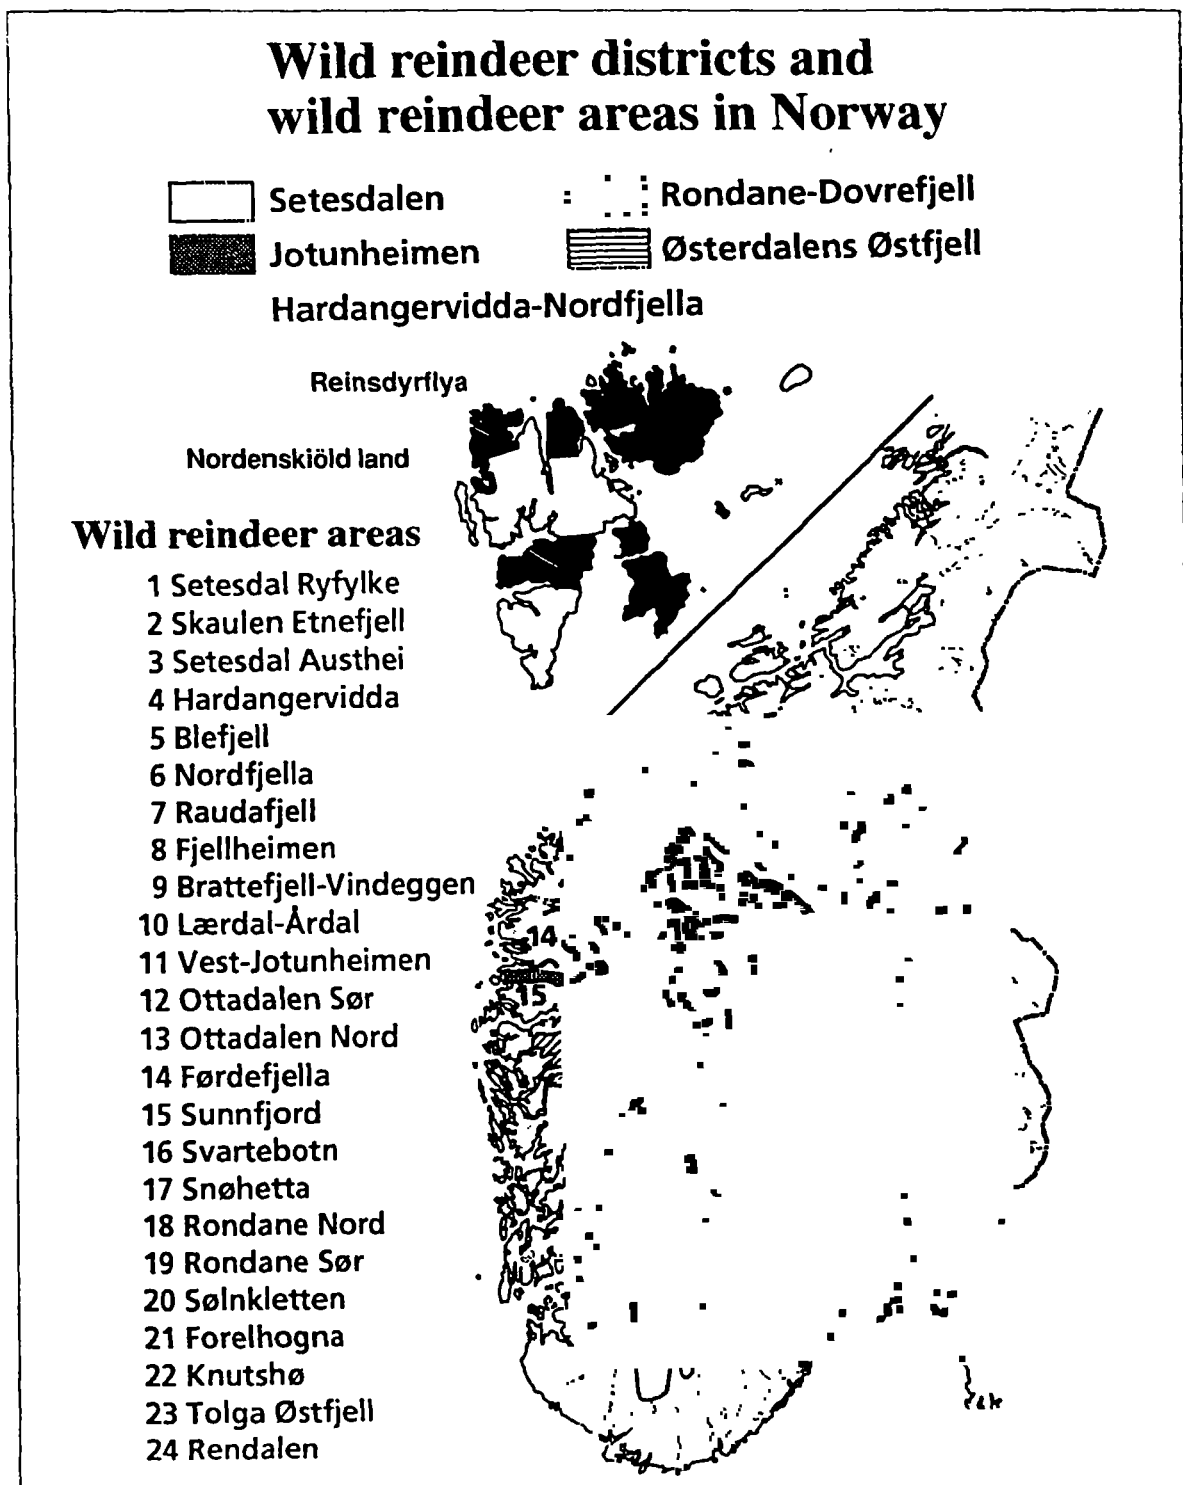 Wild reindeer districts and
wild reindeer areas in Norway
Setesdalen
Rondane-Dovrefjell
Jotunheimen
Østerdalens Østfjell
Hardangervidda-Nordfjella
Reinsdyrflya
Nordenskiöld land
Wild reindeer areas
1 Setesdal Ryfylke
2 Skaulen Etnefjell
3 Setesdal Austhei
4 Hardangervidda
5 Blefjell
6 Nordfjella
7 Raudafjell
8 Fjellheimen
9 Brattefjell-Vindeggen
10 Lærdal-Årdal
11 Vest-Jotunheimen
12 Ottadalen Sør
13 Ottadalen Nord
14 Førdefjella
15 Sunnfjord
16 Svartebotn
17 Snøhetta
18 Rondane Nord
19 Rondane Sør
20 Sølnkletten
21 Forelhogna
22 Knutshø
23 Tolga Østfjell
24 Rendalen
14
15
1